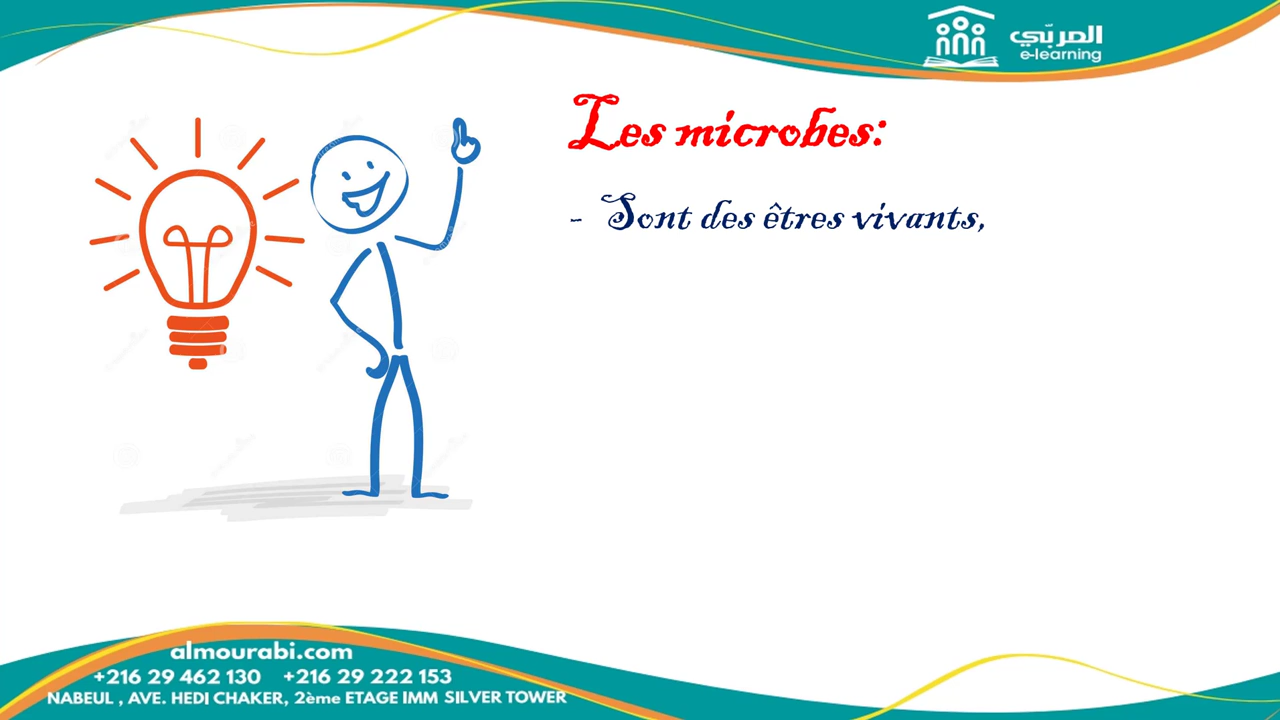 المربّي
e-learning
Les microbes:
- Sont des êtres vivants,
almourabi.com
+216 29 462 130 +216 29 222 153
NABEUL , AVE. HEDI CHAKER, 2ème ETAGE IMM SILVER TOWER